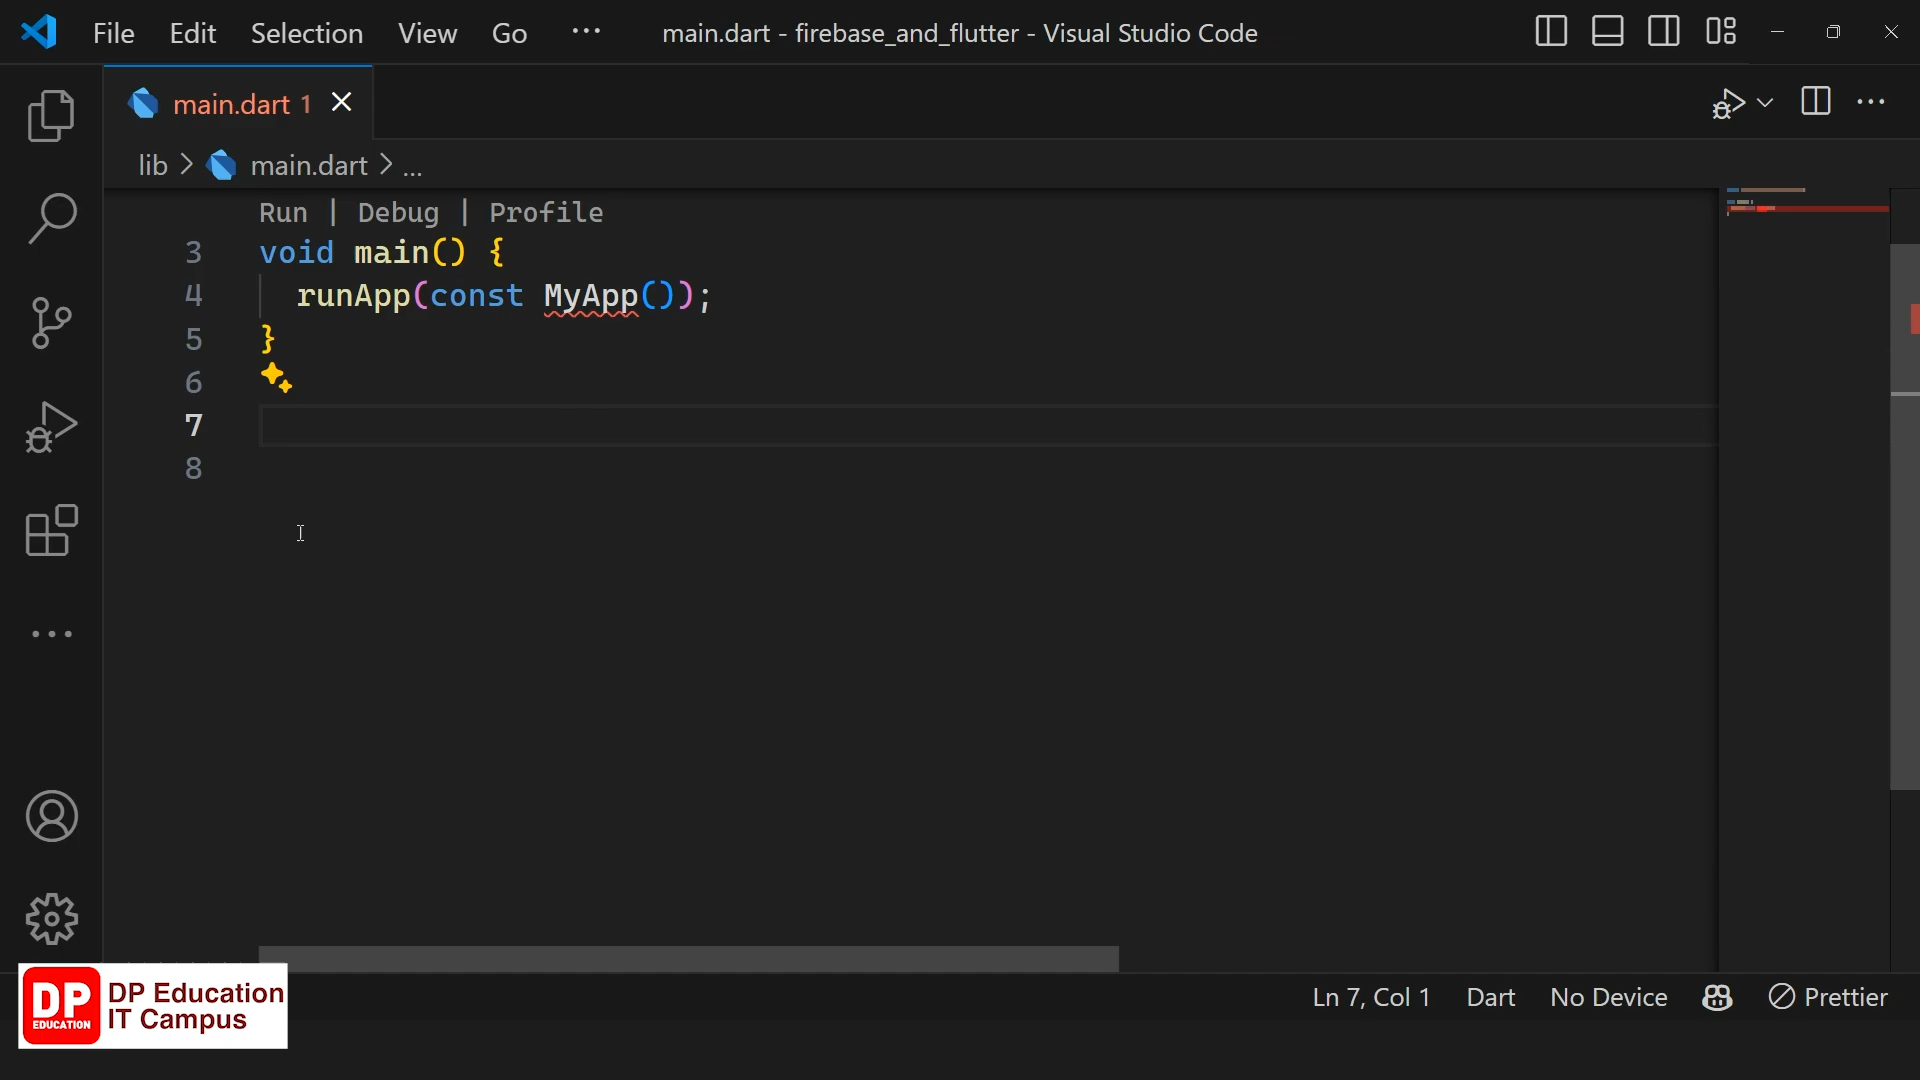 File Edit Selection View Go ··· main.dart - firebase_and_flutter - Visual Studio Code
main.dart 1
lib > main.dart > ...
Run | Debug | Profile
3 void main() {
4 runApp(const MyApp());
5 }
6
7
8
Ln 7, Col 1 Dart No Device Prettier
DP EDUCATION
DP Education
IT Campus